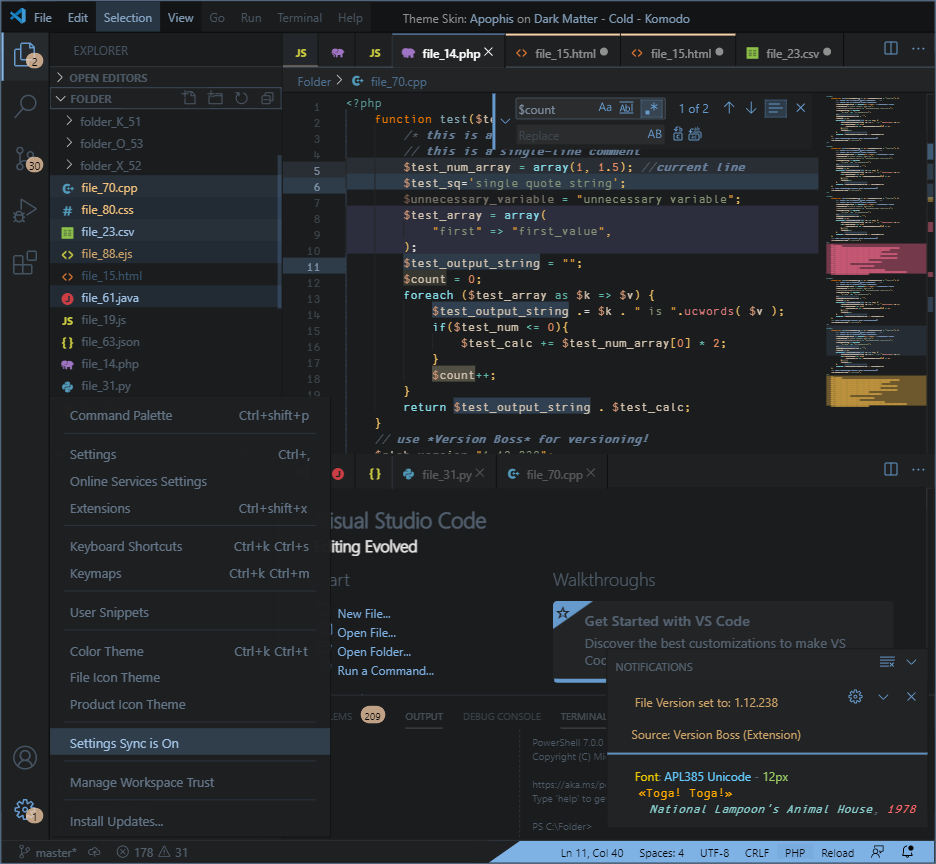 File Edit Selection View Go Run Terminal Help Theme Skin: Apophis on Dark Matter - Cold - Komodo
EXPLORER
OPEN EDITORS
FOLDER
folder_K_51
folder_O_53
folder_X_52
file_70.cpp
file_80.css
file_23.csv
file_88.ejs
file_15.html
file_61.java
file_19.js
file_63.json
file_14.php
file_31.py
2
30
1
JS JS file_14.php file_15.html file_15.html file_23.csv
Folder > file_70.cpp
$count Aa Abl .* 1 of 2
Replace AB
1 <?php
2 function test($te
3 /* this is a
4 // this is a single-line comment
5 $test_num_array = array(1, 1.5); //current line
6 $test_sq='single quote string';
7 $unnecessary_variable = "unnecessary variable";
8 $test_array = array(
9 "first" => "first_value",
10 );
11 $test_output_string = "";
12 $count = 0;
13 foreach ($test_array as $k => $v) {
14 $test_output_string .= $k . " is ".ucwords( $v );
15 if($test_num <= 0){
16 $test_calc += $test_num_array[0] * 2;
17 }
18 $count++;
19 }
return $test_output_string . $test_calc;
}
// use *Version Boss* for versioning!
Command Palette Ctrl+shift+p
Settings Ctrl+,
Online Services Settings
Extensions Ctrl+shift+x
Keyboard Shortcuts Ctrl+k Ctrl+s
Keymaps Ctrl+k Ctrl+m
User Snippets
Color Theme Ctrl+k Ctrl+t
File Icon Theme
Product Icon Theme
Settings Sync is On
Manage Workspace Trust
Install Updates...
file_31.py file_70.cpp
isual Studio Code
iting Evolved
art
New File...
Open File...
Open Folder...
Run a Command...
Walkthroughs
Get Started with VS Code
Discover the best customizations to make VS
Coc
LEMS 209 OUTPUT DEBUG CONSOLE TERMINAL
PowerShell 7.0.0
Copyright (C) Mi
https://aka.ms/p
Type 'help' to ge
PS C:\Folder>
NOTIFICATIONS
File Version set to: 1.12.238
Source: Version Boss (Extension)
Font: APL385 Unicode - 12px
«Toga! Toga!»
National Lampoon's Animal House, 1978
master* 178 31 Ln 11, Col 40 Spaces: 4 UTF-8 CRLF PHP Reload